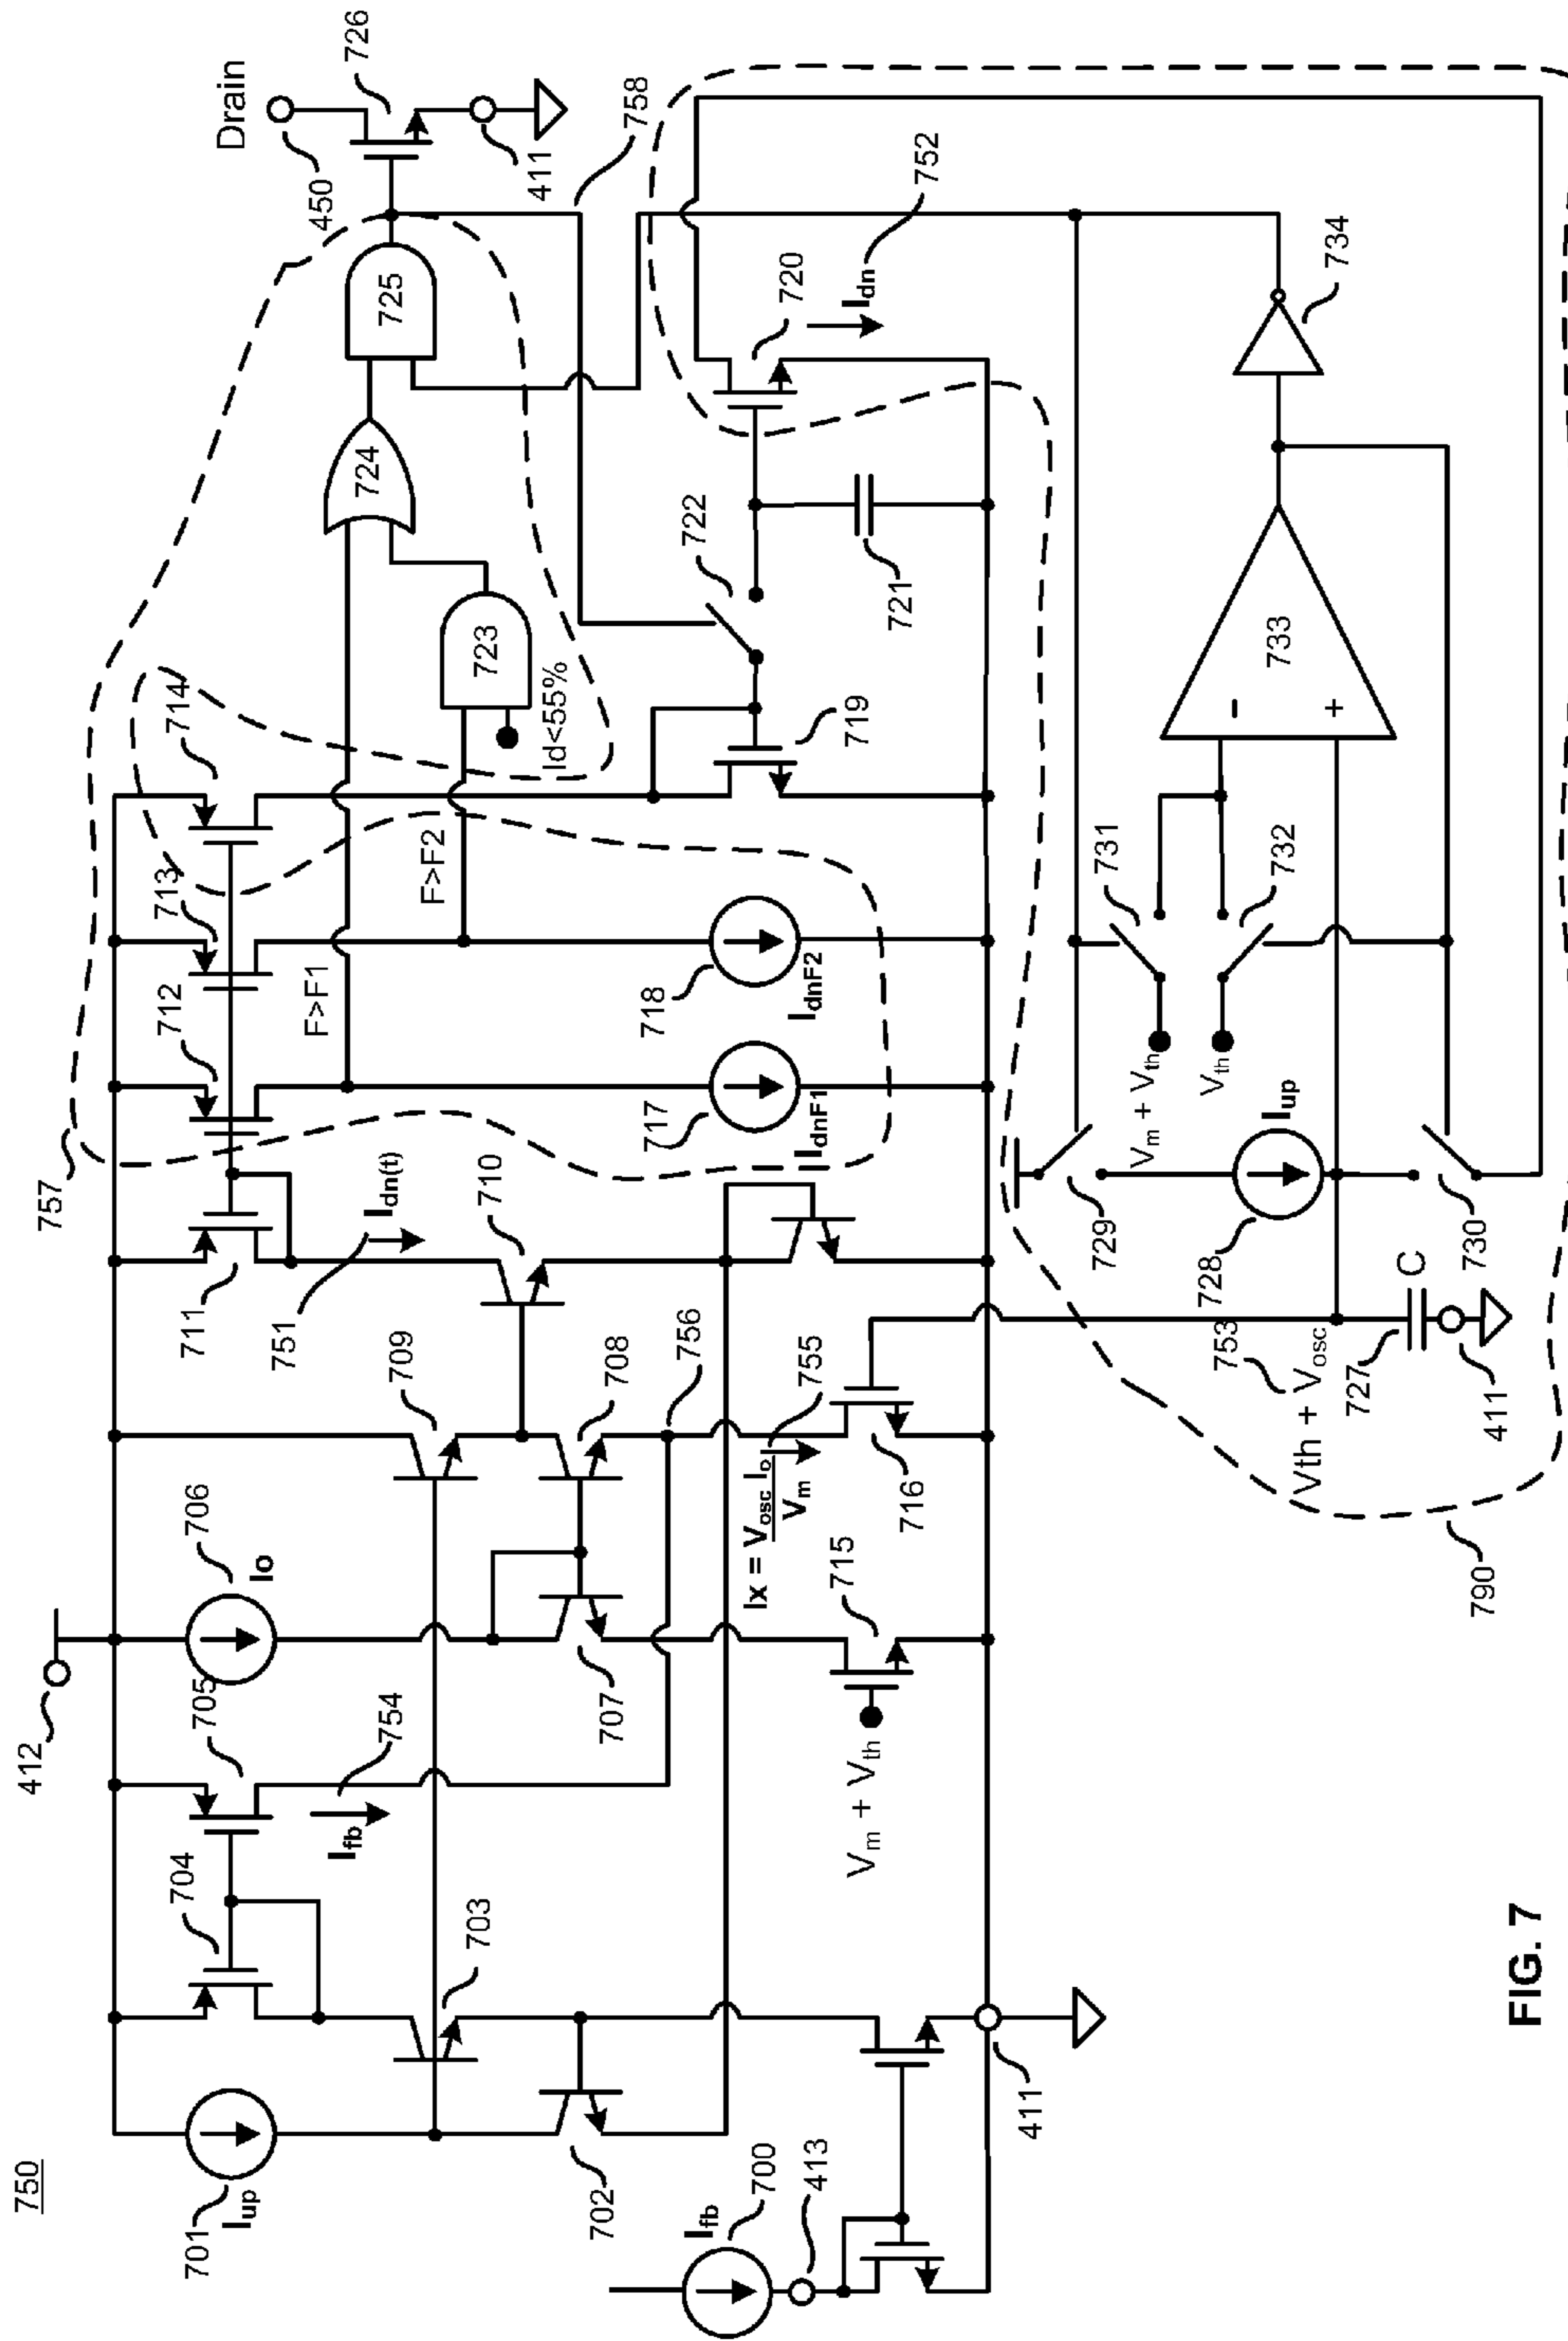 750
412
757
701
Iup
702
703
704
705
754
Ifb
706
Io
707
708
709
710
711
751
Idn(t)
712
713
714
F>F1
F>F2
723
Id<55%
724
725
Drain
450
726
411
758
Ifb
700
413
411
Vm + Vth
715
716
Ix = Vosc Io
Vm
755
756
717
IdnF1
718
IdnF2
719
722
721
720
Idn
752
790
753
Vth + Vosc
727
C
411
728
Iup
729
730
Vm + Vth
Vth
731
732
-
+
733
734
FIG. 7